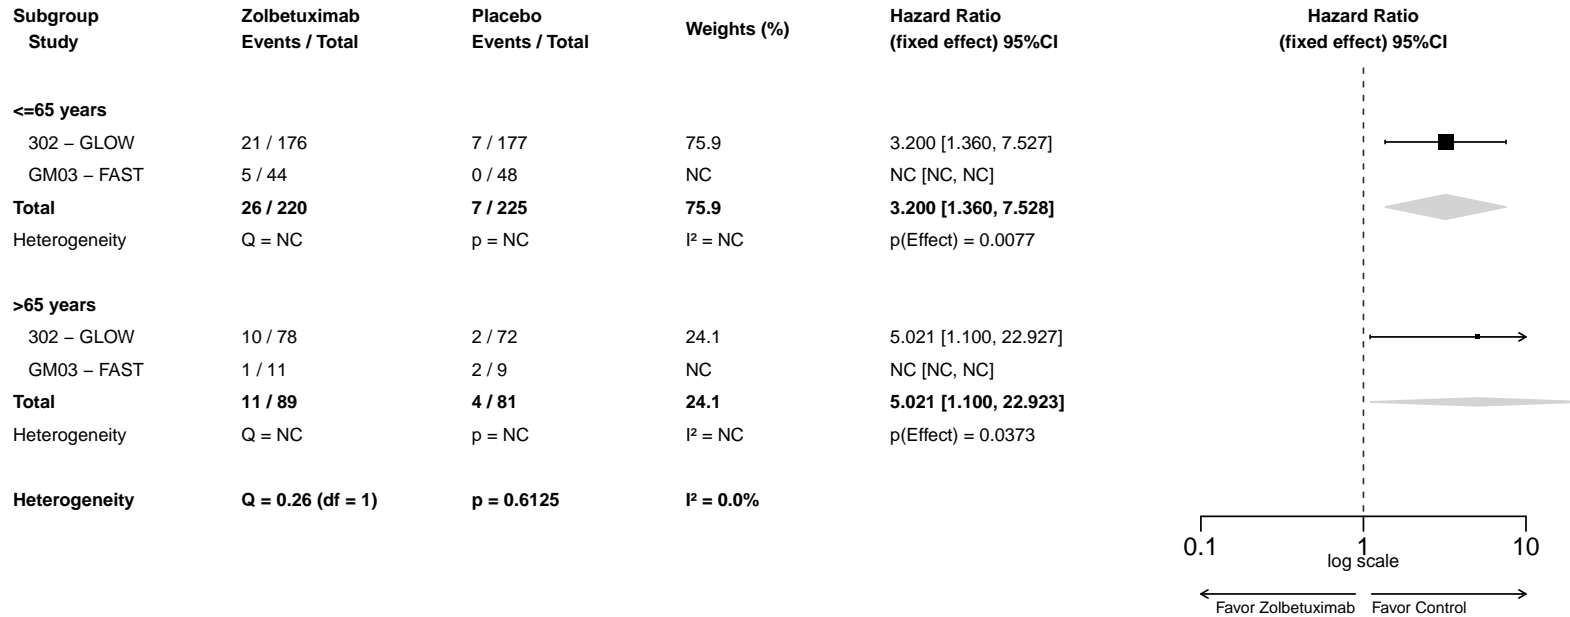 Subgroup Zolbetuximab Placebo Weights (%) Hazard Ratio Hazard Ratio
Study Events / Total Events / Total (fixed effect) 95%CI (fixed effect) 95%CI
<=65 years
302 – GLOW 21 / 176 7 / 177 75.9 3.200 [1.360, 7.527]
GM03 – FAST 5 / 44 0 / 48 NC NC [NC, NC]
Total 26 / 220 7 / 225 75.9 3.200 [1.360, 7.528]
Heterogeneity Q = NC p = NC I² = NC p(Effect) = 0.0077
>65 years
302 – GLOW 10 / 78 2 / 72 24.1 5.021 [1.100, 22.927]
GM03 – FAST 1 / 11 2 / 9 NC NC [NC, NC]
Total 11 / 89 4 / 81 24.1 5.021 [1.100, 22.923]
Heterogeneity Q = NC p = NC I² = NC p(Effect) = 0.0373
Heterogeneity Q = 0.26 (df = 1) p = 0.6125 I² = 0.0%
0.1 1 10
log scale
Favor Zolbetuximab Favor Control